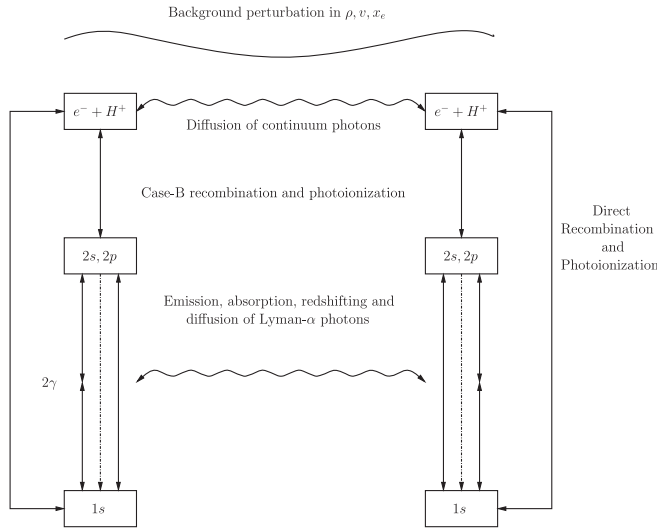 Background perturbation in ρ, v, xₑ
e⁻ + H⁺
e⁻ + H⁺
Diffusion of continuum photons
Case-B recombination and photoionization
Direct
Recombination
and
Photoionization
2s, 2p
2s, 2p
Emission, absorption, redshifting and
diffusion of Lyman-α photons
2γ
1s
1s